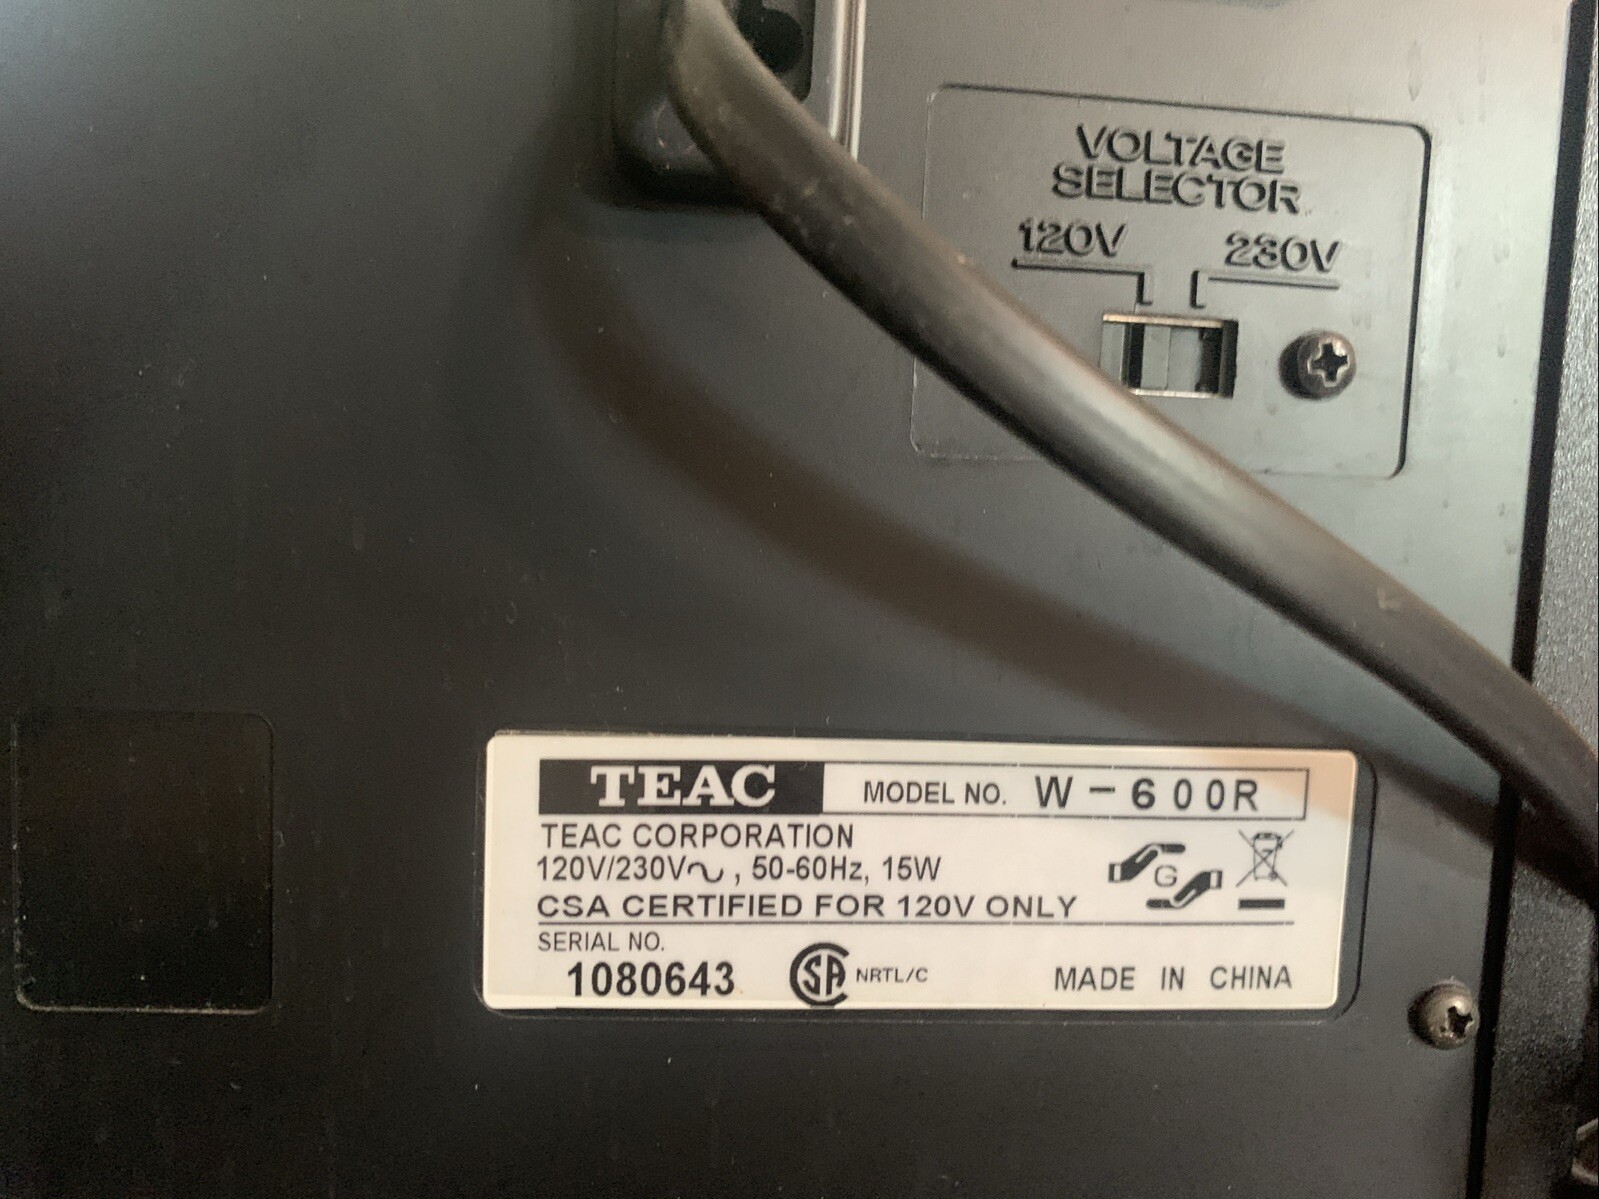 VOLTAGE
SELECTOR
120V 230V
TEAC MODEL NO. W-600R
TEAC CORPORATION
120V/230V∿, 50-60Hz, 15W
CSA CERTIFIED FOR 120V ONLY
G
SERIAL NO.
1080643
SA NRTL/C
MADE IN CHINA